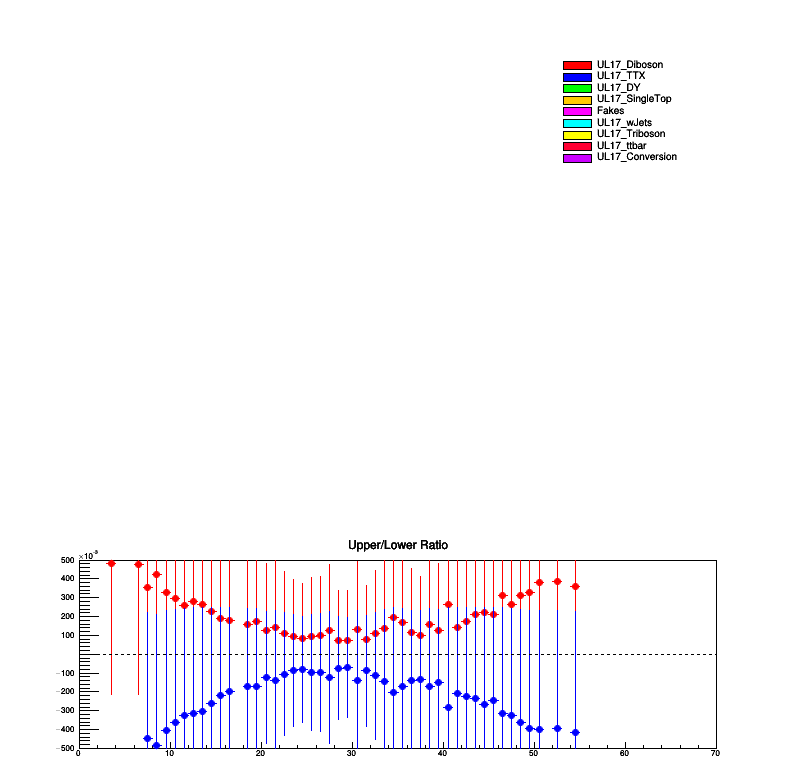 UL17_Diboson
UL17_TTX
UL17_DY
UL17_SingleTop
Fakes
UL17_wJets
UL17_Triboson
UL17_ttbar
UL17_Conversion
Upper/Lower Ratio
×10⁻³
500
400
300
200
100
-100
-200
-300
-400
-500
0 10 20 30 40 50 60 70